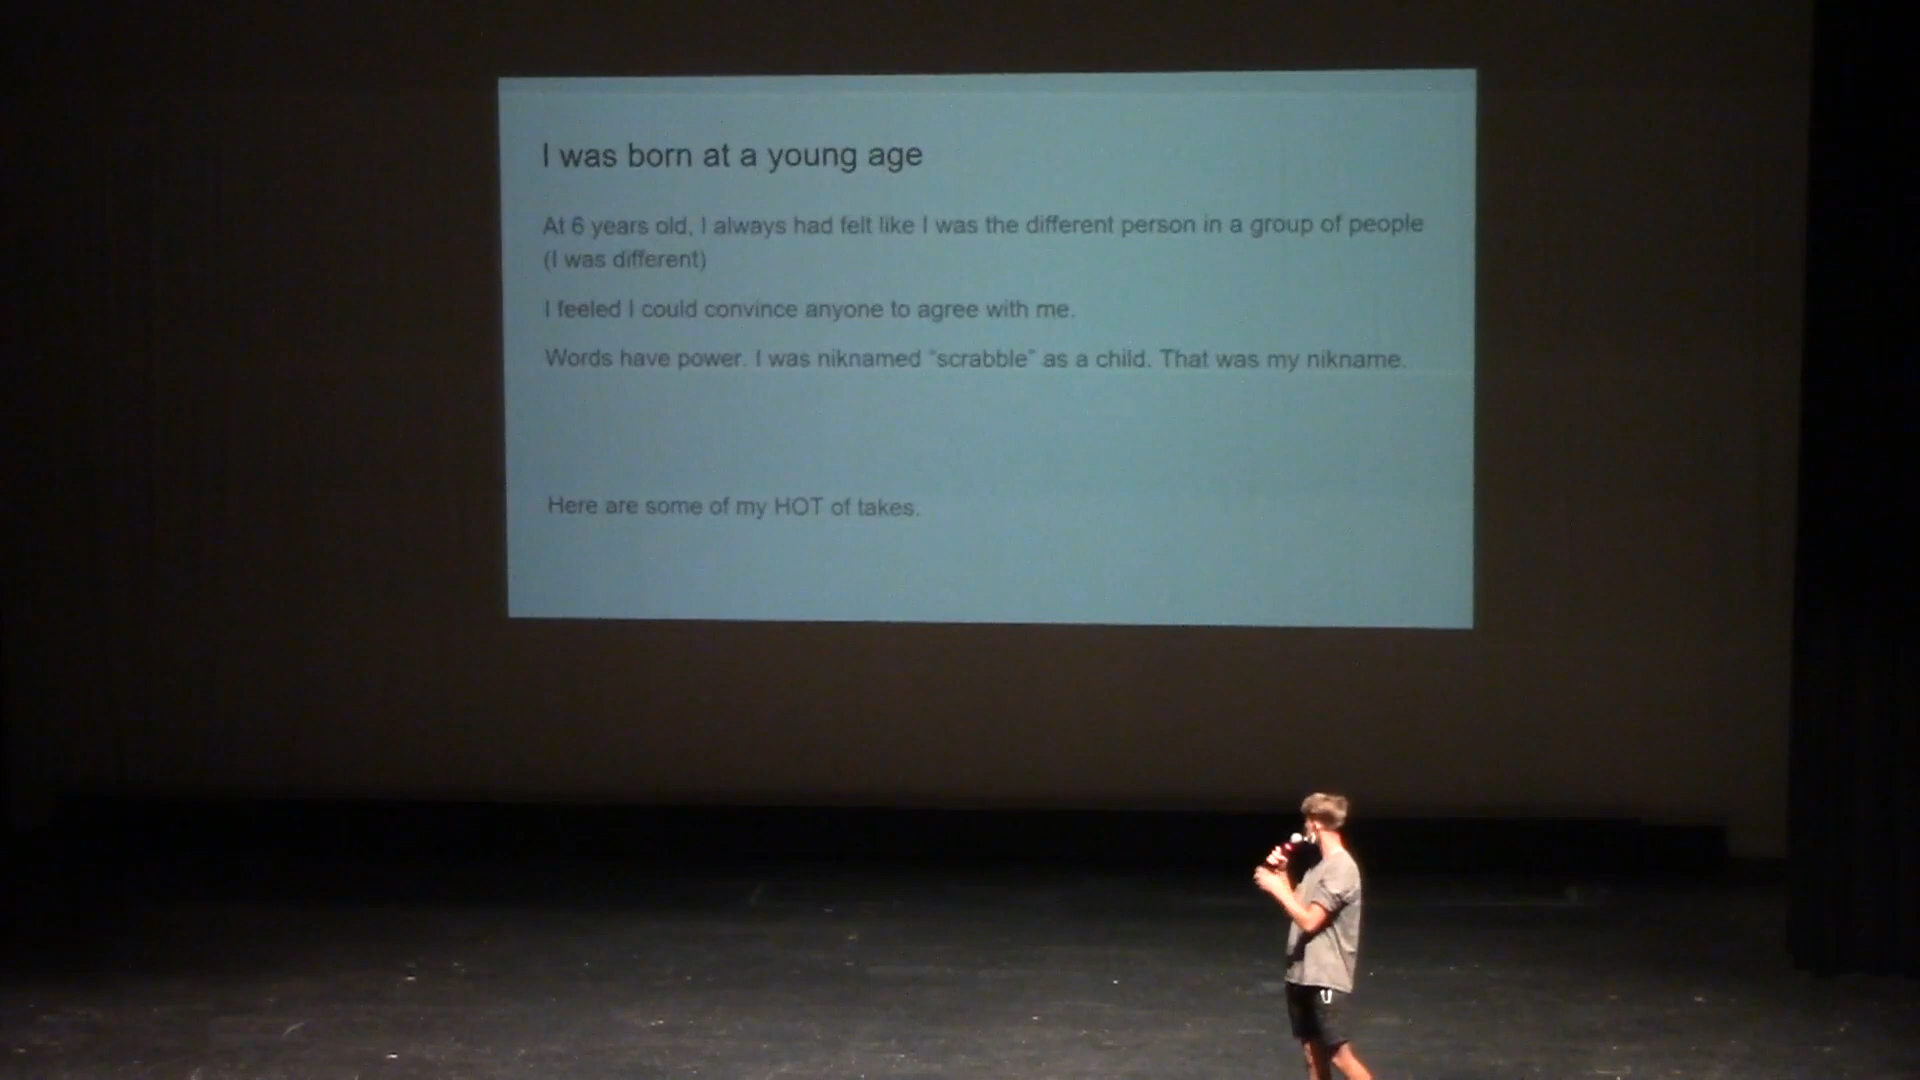 I was born at a young age
At 6 years old, I always had felt like I was the different person in a group of people
(I was different)
I feeled I could convince anyone to agree with me.
Words have power. I was niknamed "scrabble" as a child. That was my nikname.
Here are some of my HOT of takes.